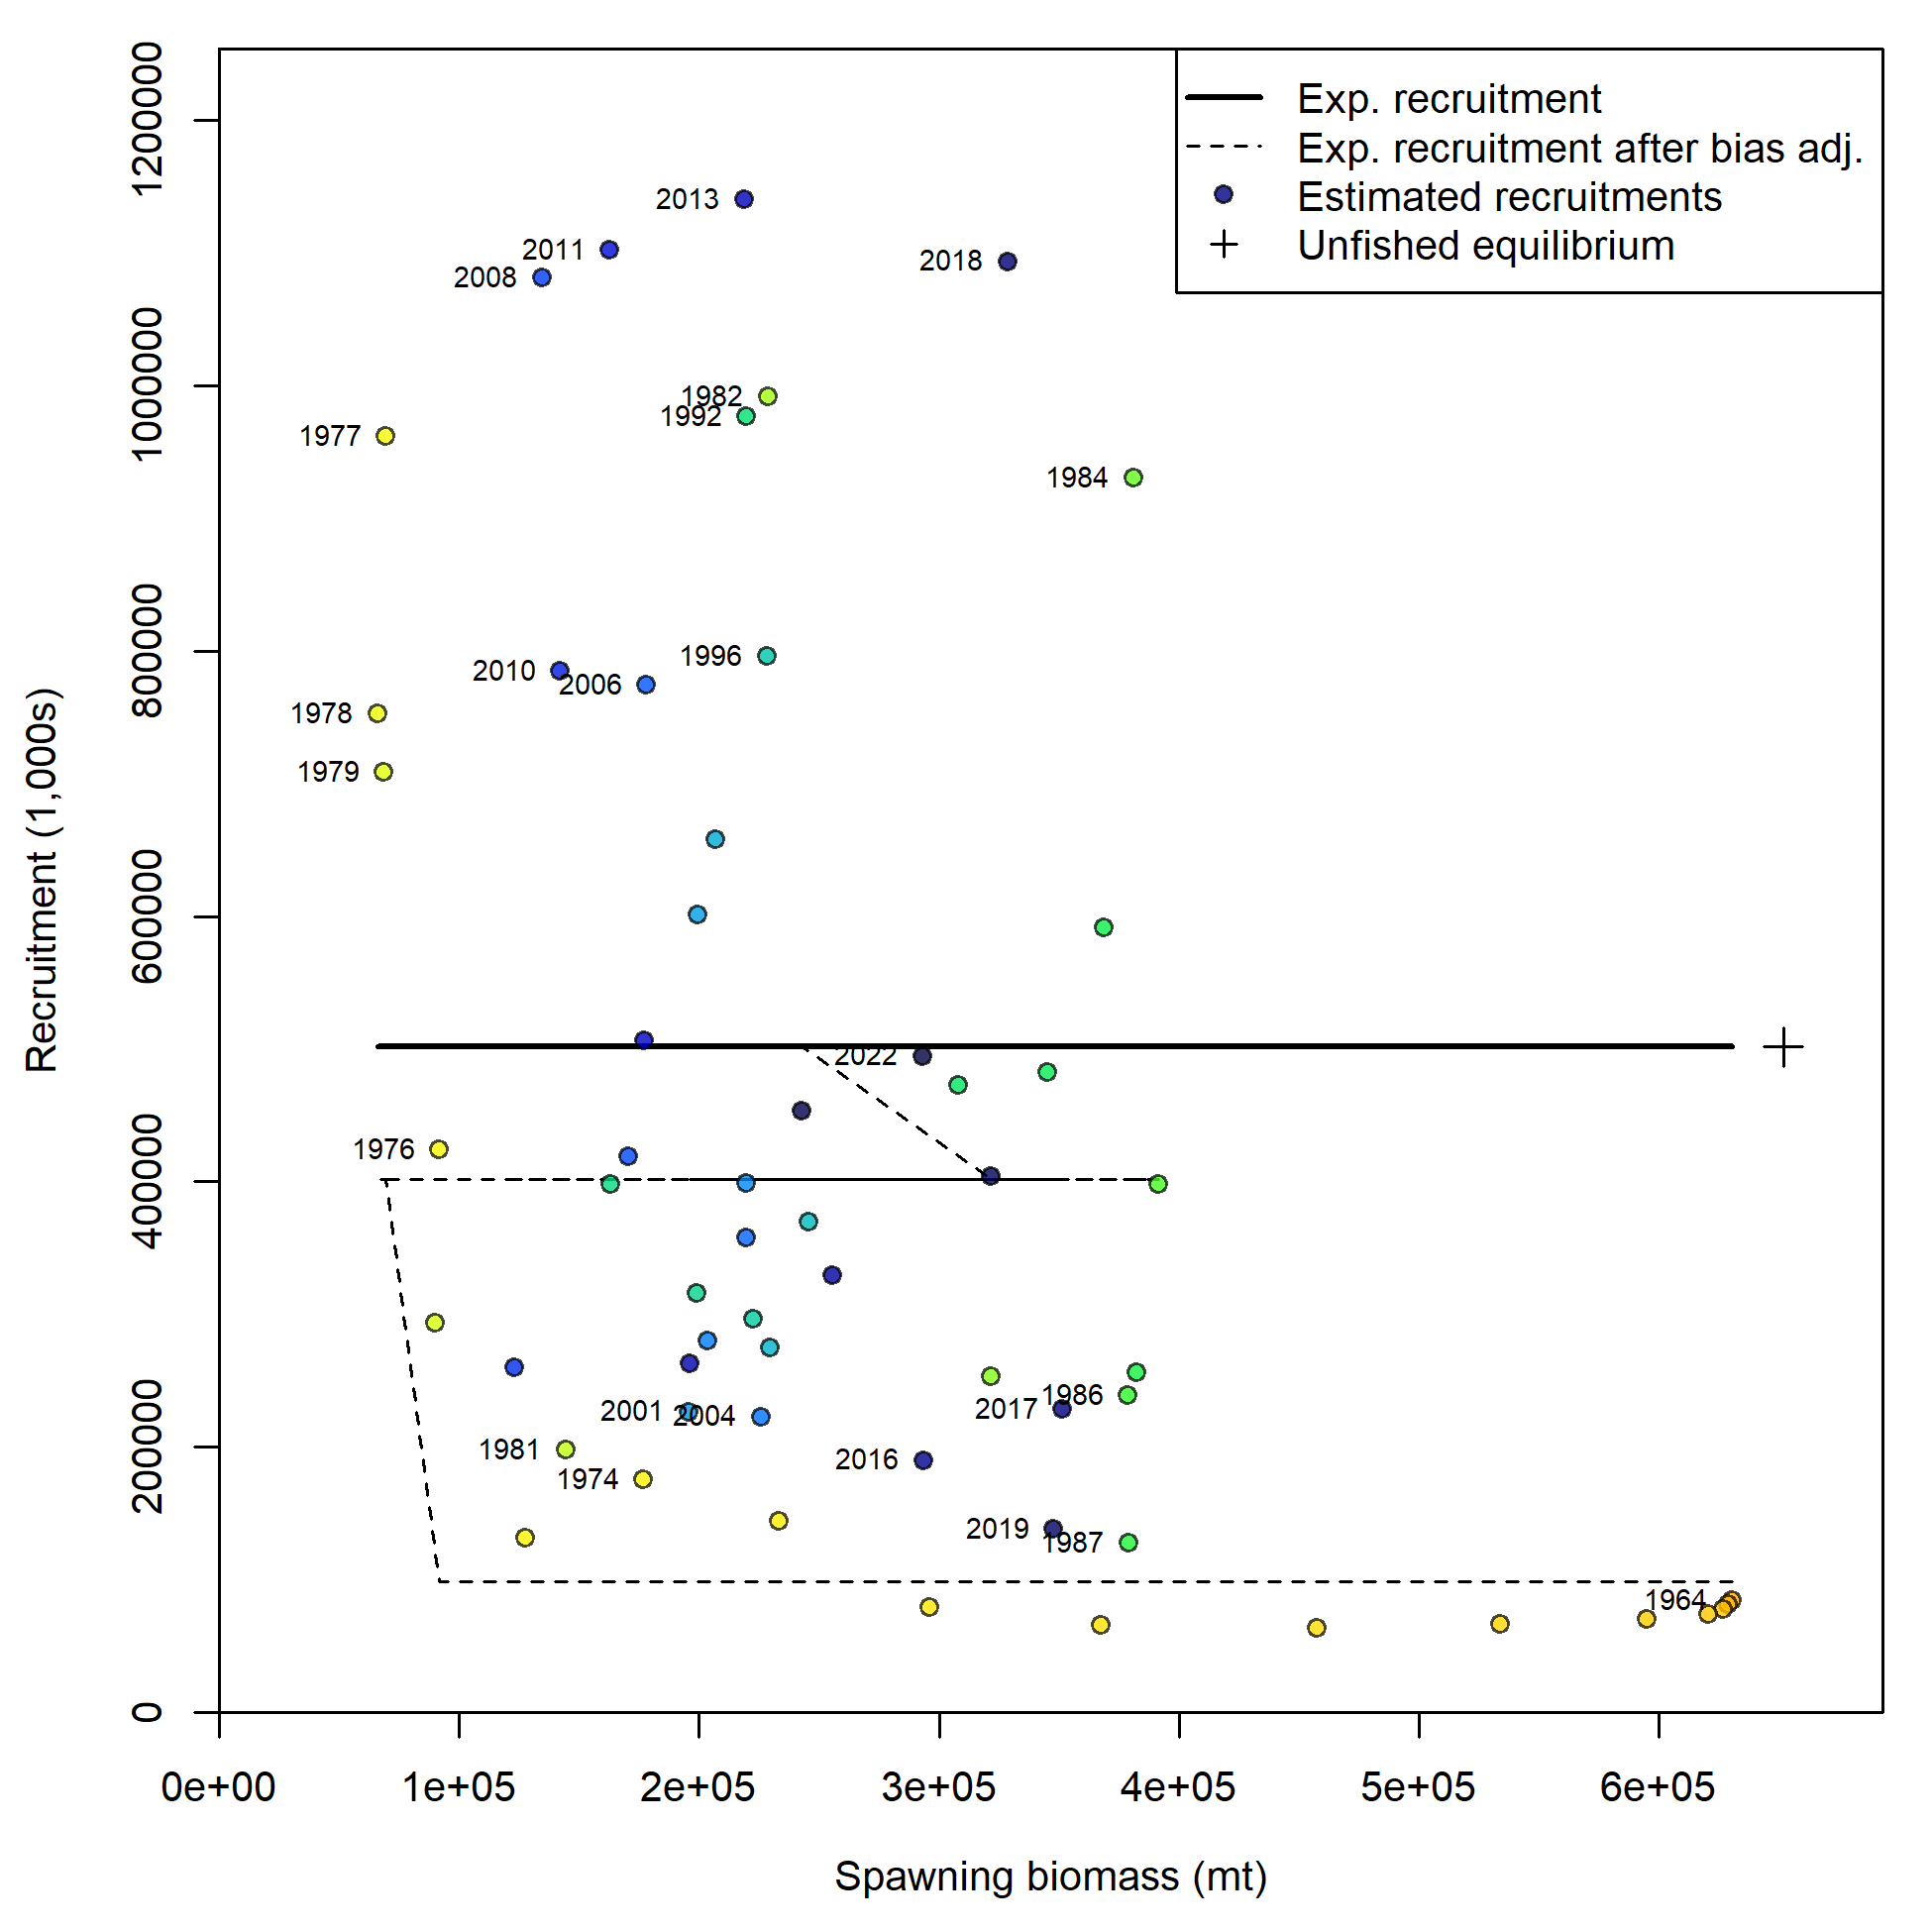 Exp. recruitment
Exp. recruitment after bias adj.
Estimated recruitments
Unfished equilibrium
Recruitment (1,000s)
1200000
1000000
800000
600000
400000
200000
0
2013
2011
2018
2008
1982
1992
1977
1984
1996
2010
2006
1978
1979
2022
1976
1986
2017
2001
2004
1981
2016
1974
2019
1987
1964
0e+00
1e+05
2e+05
3e+05
4e+05
5e+05
6e+05
Spawning biomass (mt)